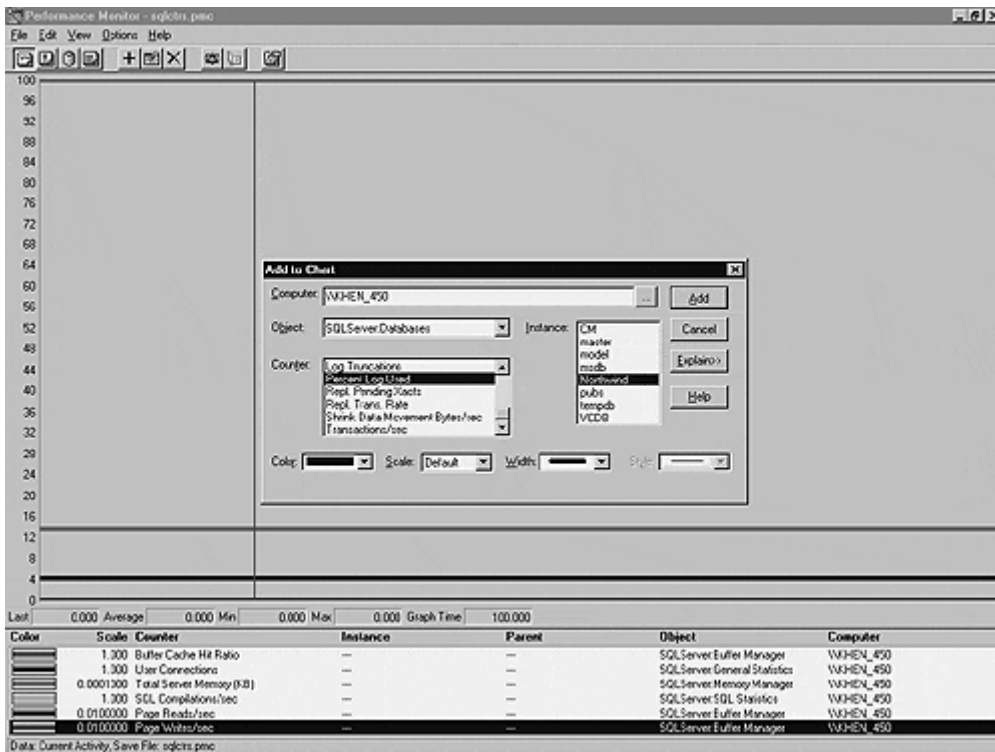 Performance Monitor - sqlctrs.pmc
File Edit View Options Help
100
96
92
88
84
80
76
72
68
64
60
56
52
48
44
40
36
32
28
24
20
16
12
8
4
0
Add to Chart
Computer: \\KHEN_450 ... Add
Object: SQLServer:Databases Instance: CM Cancel
master
model
msdb
Northwind
pubs
tempdb
VCDB
Explain>>
Help
Counter: Log Truncations
Percent Log Used
Repl. Pending Xacts
Repl. Trans. Rate
Shrink Data Movement Bytes/sec
Transactions/sec
Color: Scale: Default Width: Style:
Last 0.000 Average 0.000 Min 0.000 Max 0.000 Graph Time 100.000
Color Scale Counter Instance Parent Object Computer
1.000 Buffer Cache Hit Ratio --- --- SQLServer:Buffer Manager \\KHEN_450
1.000 User Connections --- --- SQLServer:General Statistics \\KHEN_450
0.0001000 Total Server Memory (KB) --- --- SQLServer:Memory Manager \\KHEN_450
1.000 SQL Compilations/sec --- --- SQLServer:SQL Statistics \\KHEN_450
0.0100000 Page Reads/sec --- --- SQLServer:Buffer Manager \\KHEN_450
0.0100000 Page Writes/sec --- --- SQLServer:Buffer Manager \\KHEN_450
Data: Current Activity, Save File: sqlctrs.pmc